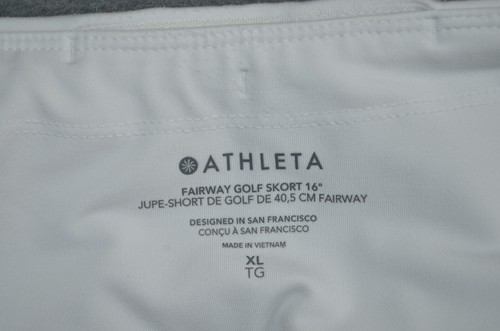 ATHLETA
FAIRWAY GOLF SKORT 16"
JUPE-SHORT DE GOLF DE 40,5 CM FAIRWAY
DESIGNED IN SAN FRANCISCO
CONÇU À SAN FRANCISCO
MADE IN VIETNAM
XL
TG